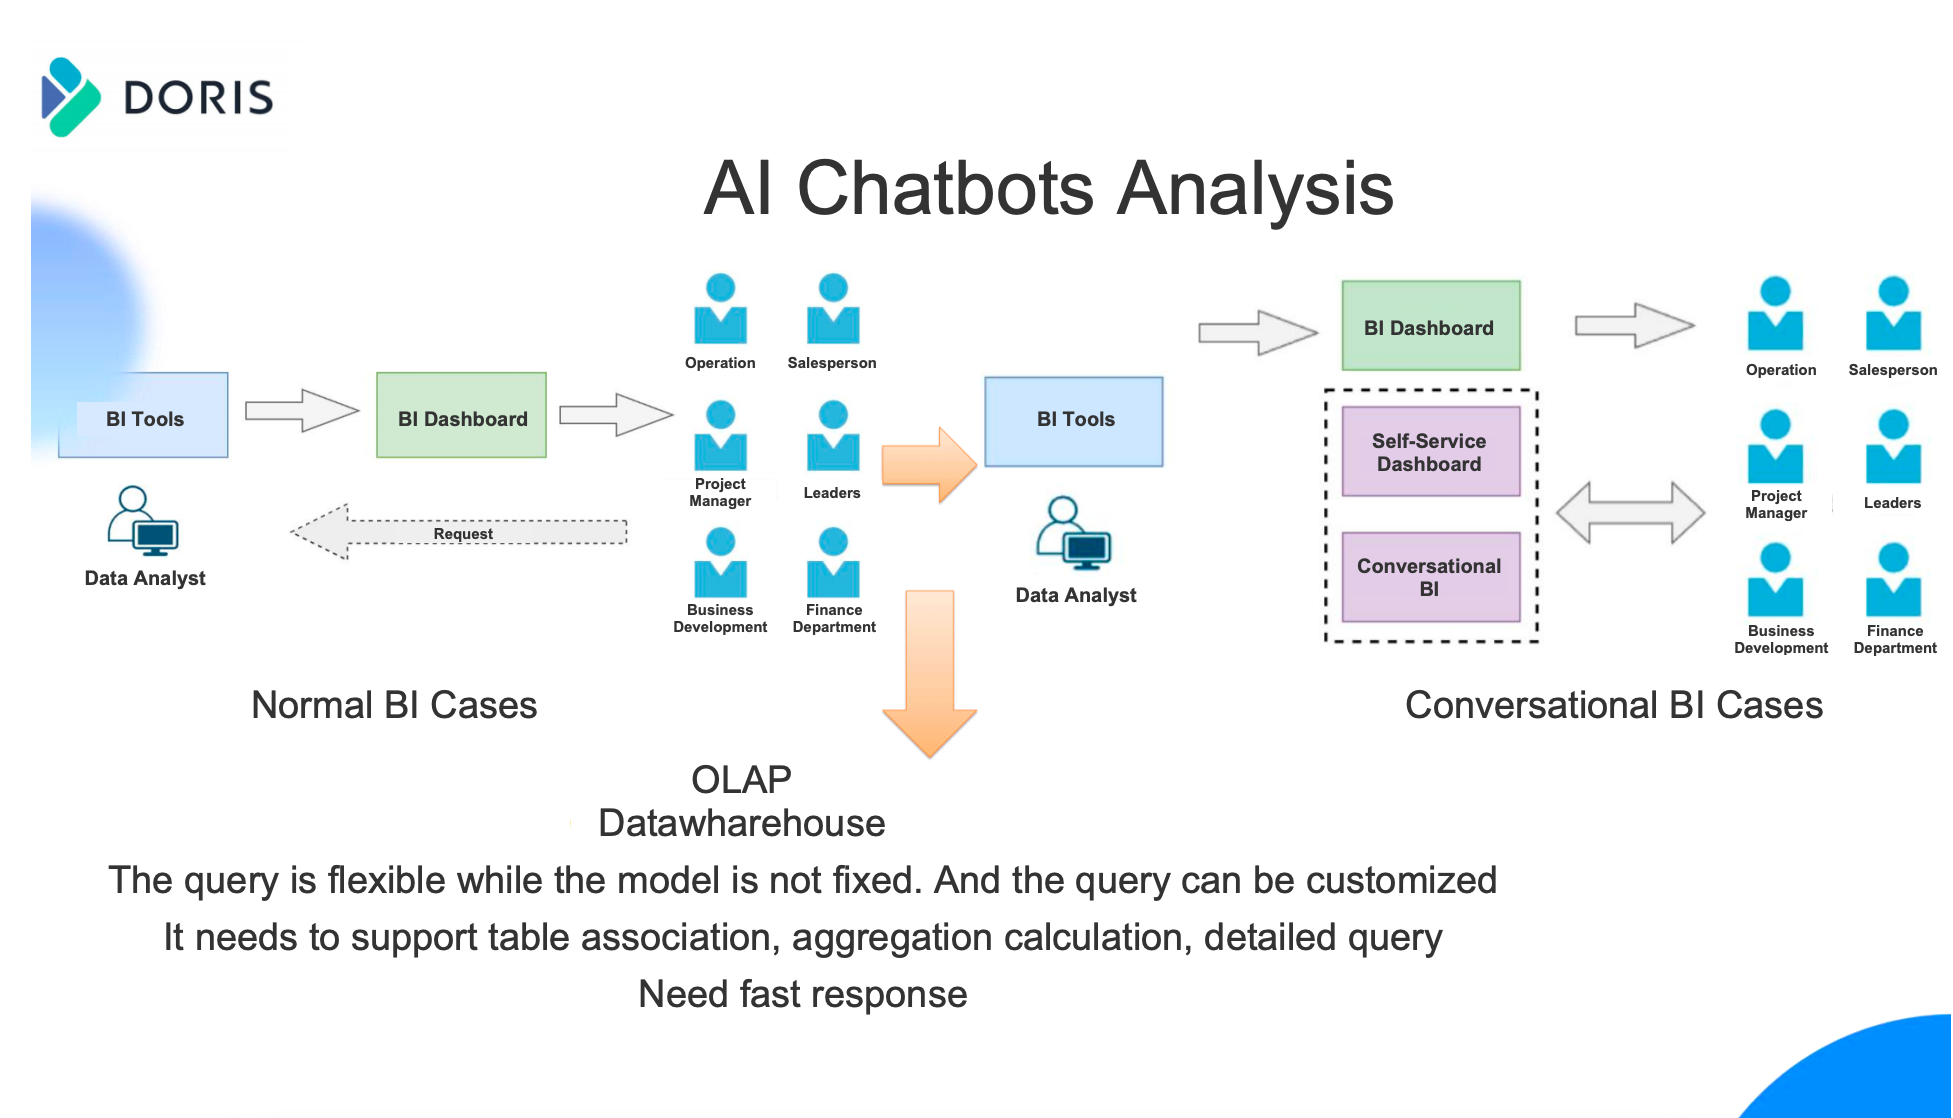 DORIS
AI Chatbots Analysis
BI Tools
Data Analyst
BI Dashboard
Request
Operation
Salesperson
Project
Manager
Leaders
Business
Development
Finance
Department
Normal BI Cases
BI Tools
Data Analyst
BI Dashboard
Self-Service
Dashboard
Conversational
BI
Operation
Salesperson
Project
Manager
Leaders
Business
Development
Finance
Department
Conversational BI Cases
OLAP
Datawharehouse
The query is flexible while the model is not fixed. And the query can be customized
It needs to support table association, aggregation calculation, detailed query
Need fast response